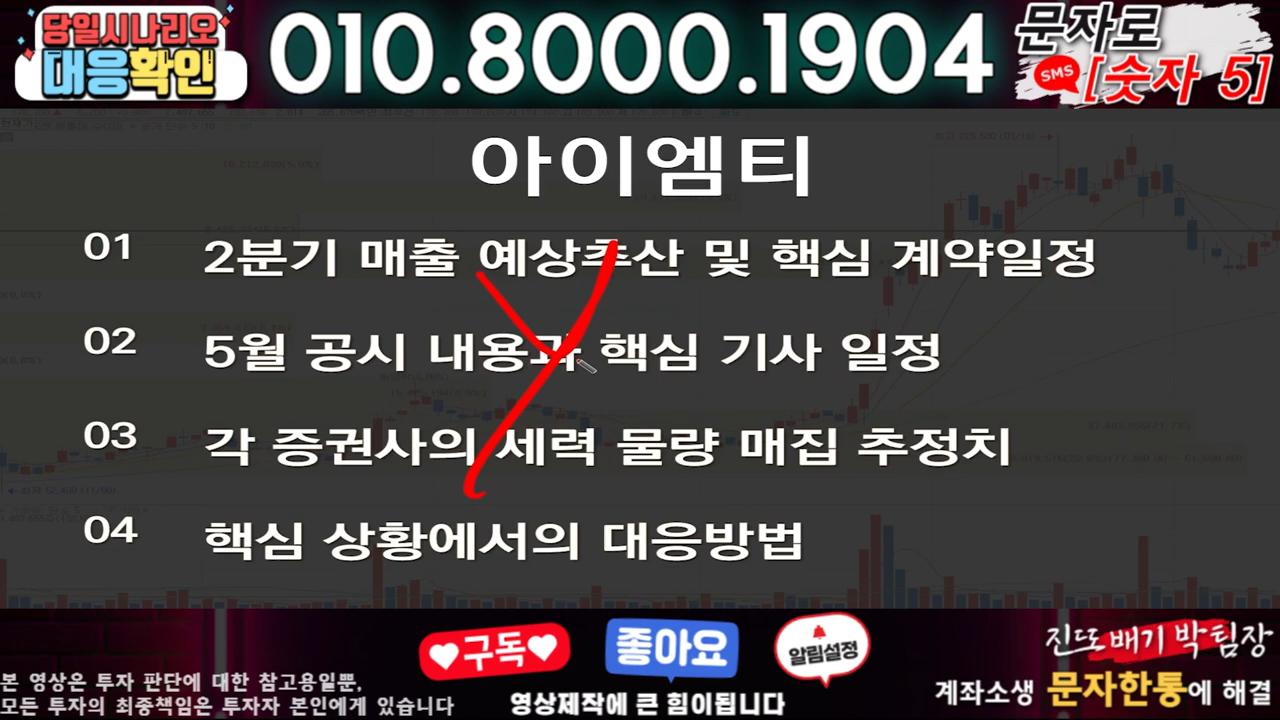 당일시나리오
대응확인
010.8000.1904
문자로
SMS
[숫자 5]
아이엠티
01 2분기 매출 예상추산 및 핵심 계약일정
02 5월 공시 내용과 핵심 기사 일정
03 각 증권사의 세력 물량 매집 추정치
04 핵심 상황에서의 대응방법
구독
좋아요
알림설정
영상제작에 큰 힘이됩니다
본 영상은 투자 판단에 대한 참고용일뿐,
모든 투자의 최종책임은 투자자 본인에게 있습니다
진또배기 박팀장
계좌소생 문자한통에 해결